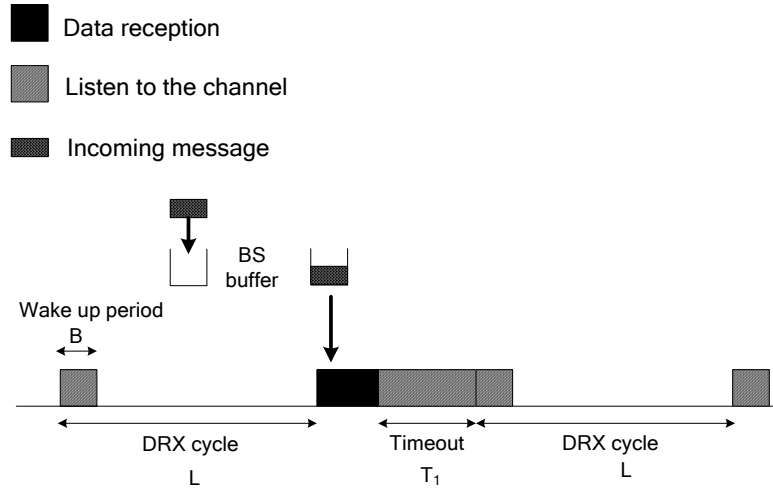 Data reception
Listen to the channel
Incoming message
BS
buffer
Wake up period
B
DRX cycle
L
Timeout
T₁
DRX cycle
L